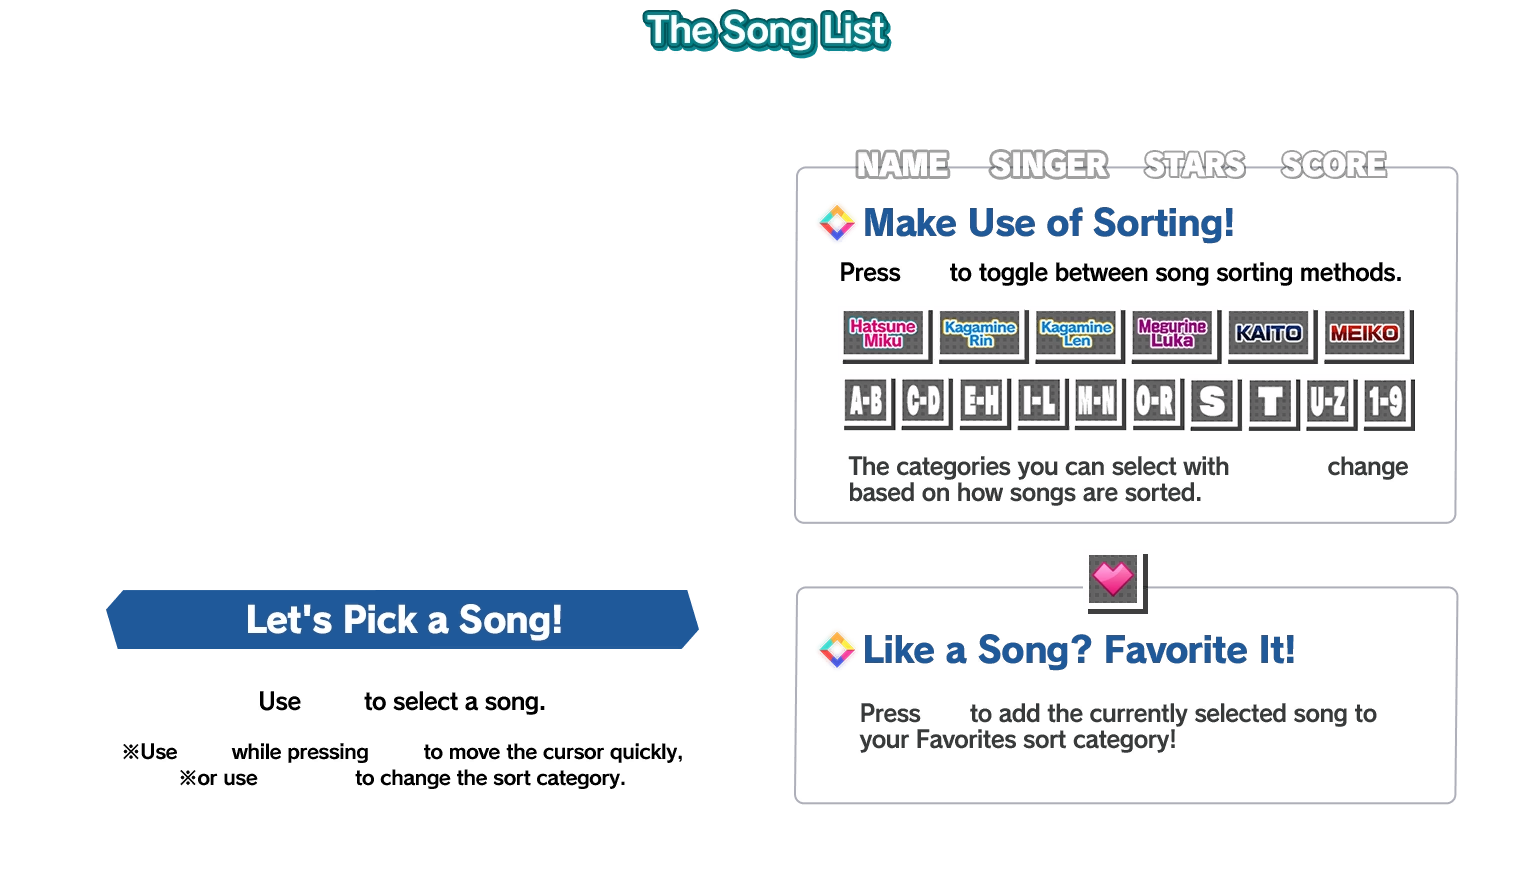 The Song List
NAME SINGER STARS SCORE
Make Use of Sorting!
Press to toggle between song sorting methods.
Hatsune Miku Kagamine Rin Kagamine Len Megurine Luka KAITO MEIKO
A-B C-D E-H I-L M-N O-R S T U-Z 1-9
The categories you can select with change
based on how songs are sorted.
Let's Pick a Song!
Use to select a song.
※Use while pressing to move the cursor quickly,
※or use to change the sort category.
Like a Song? Favorite It!
Press to add the currently selected song to
your Favorites sort category!